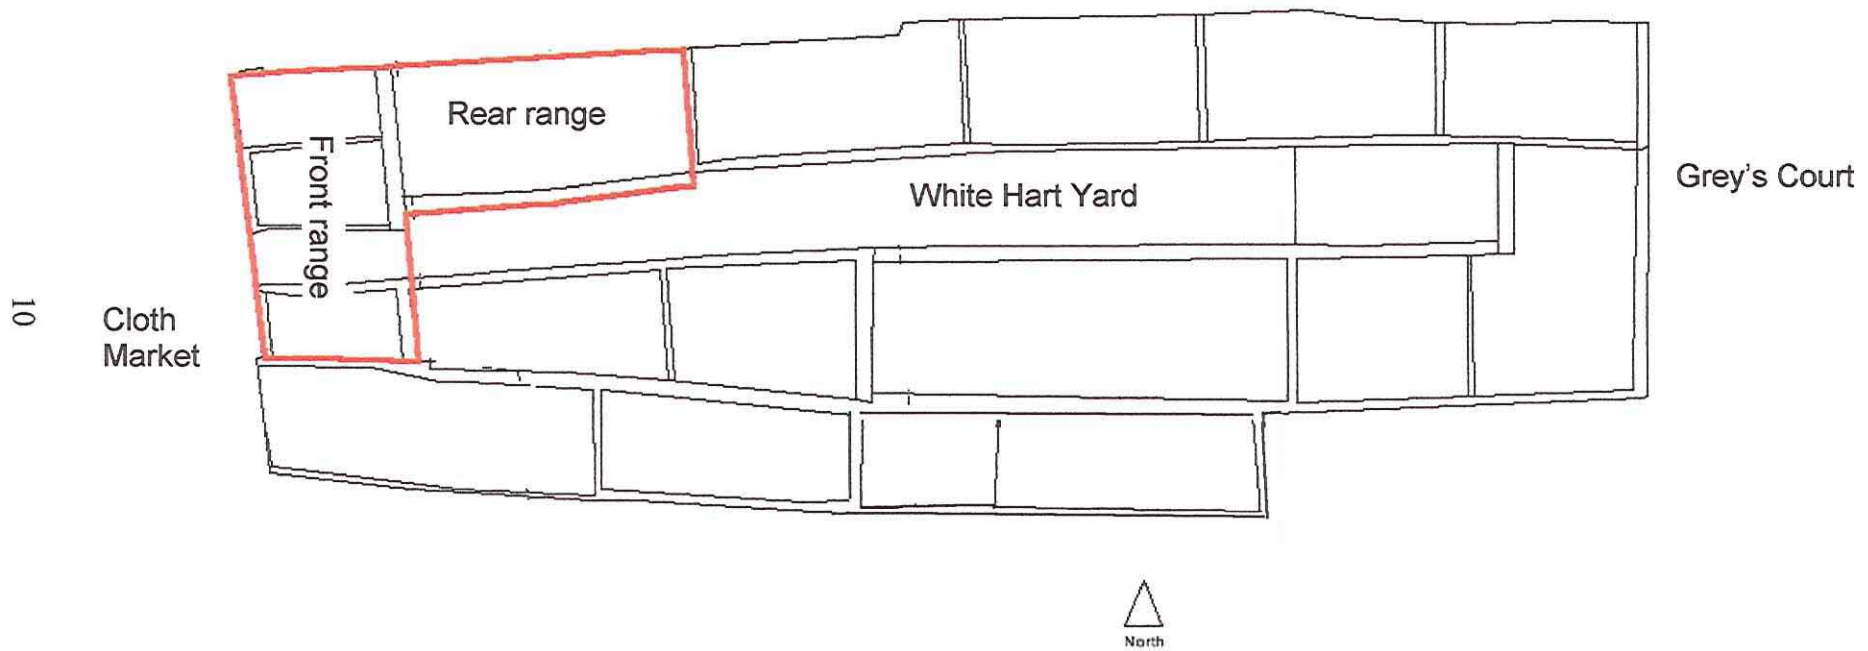 Rear range
Front range
White Hart Yard
Grey's Court
Cloth
Market
10
North